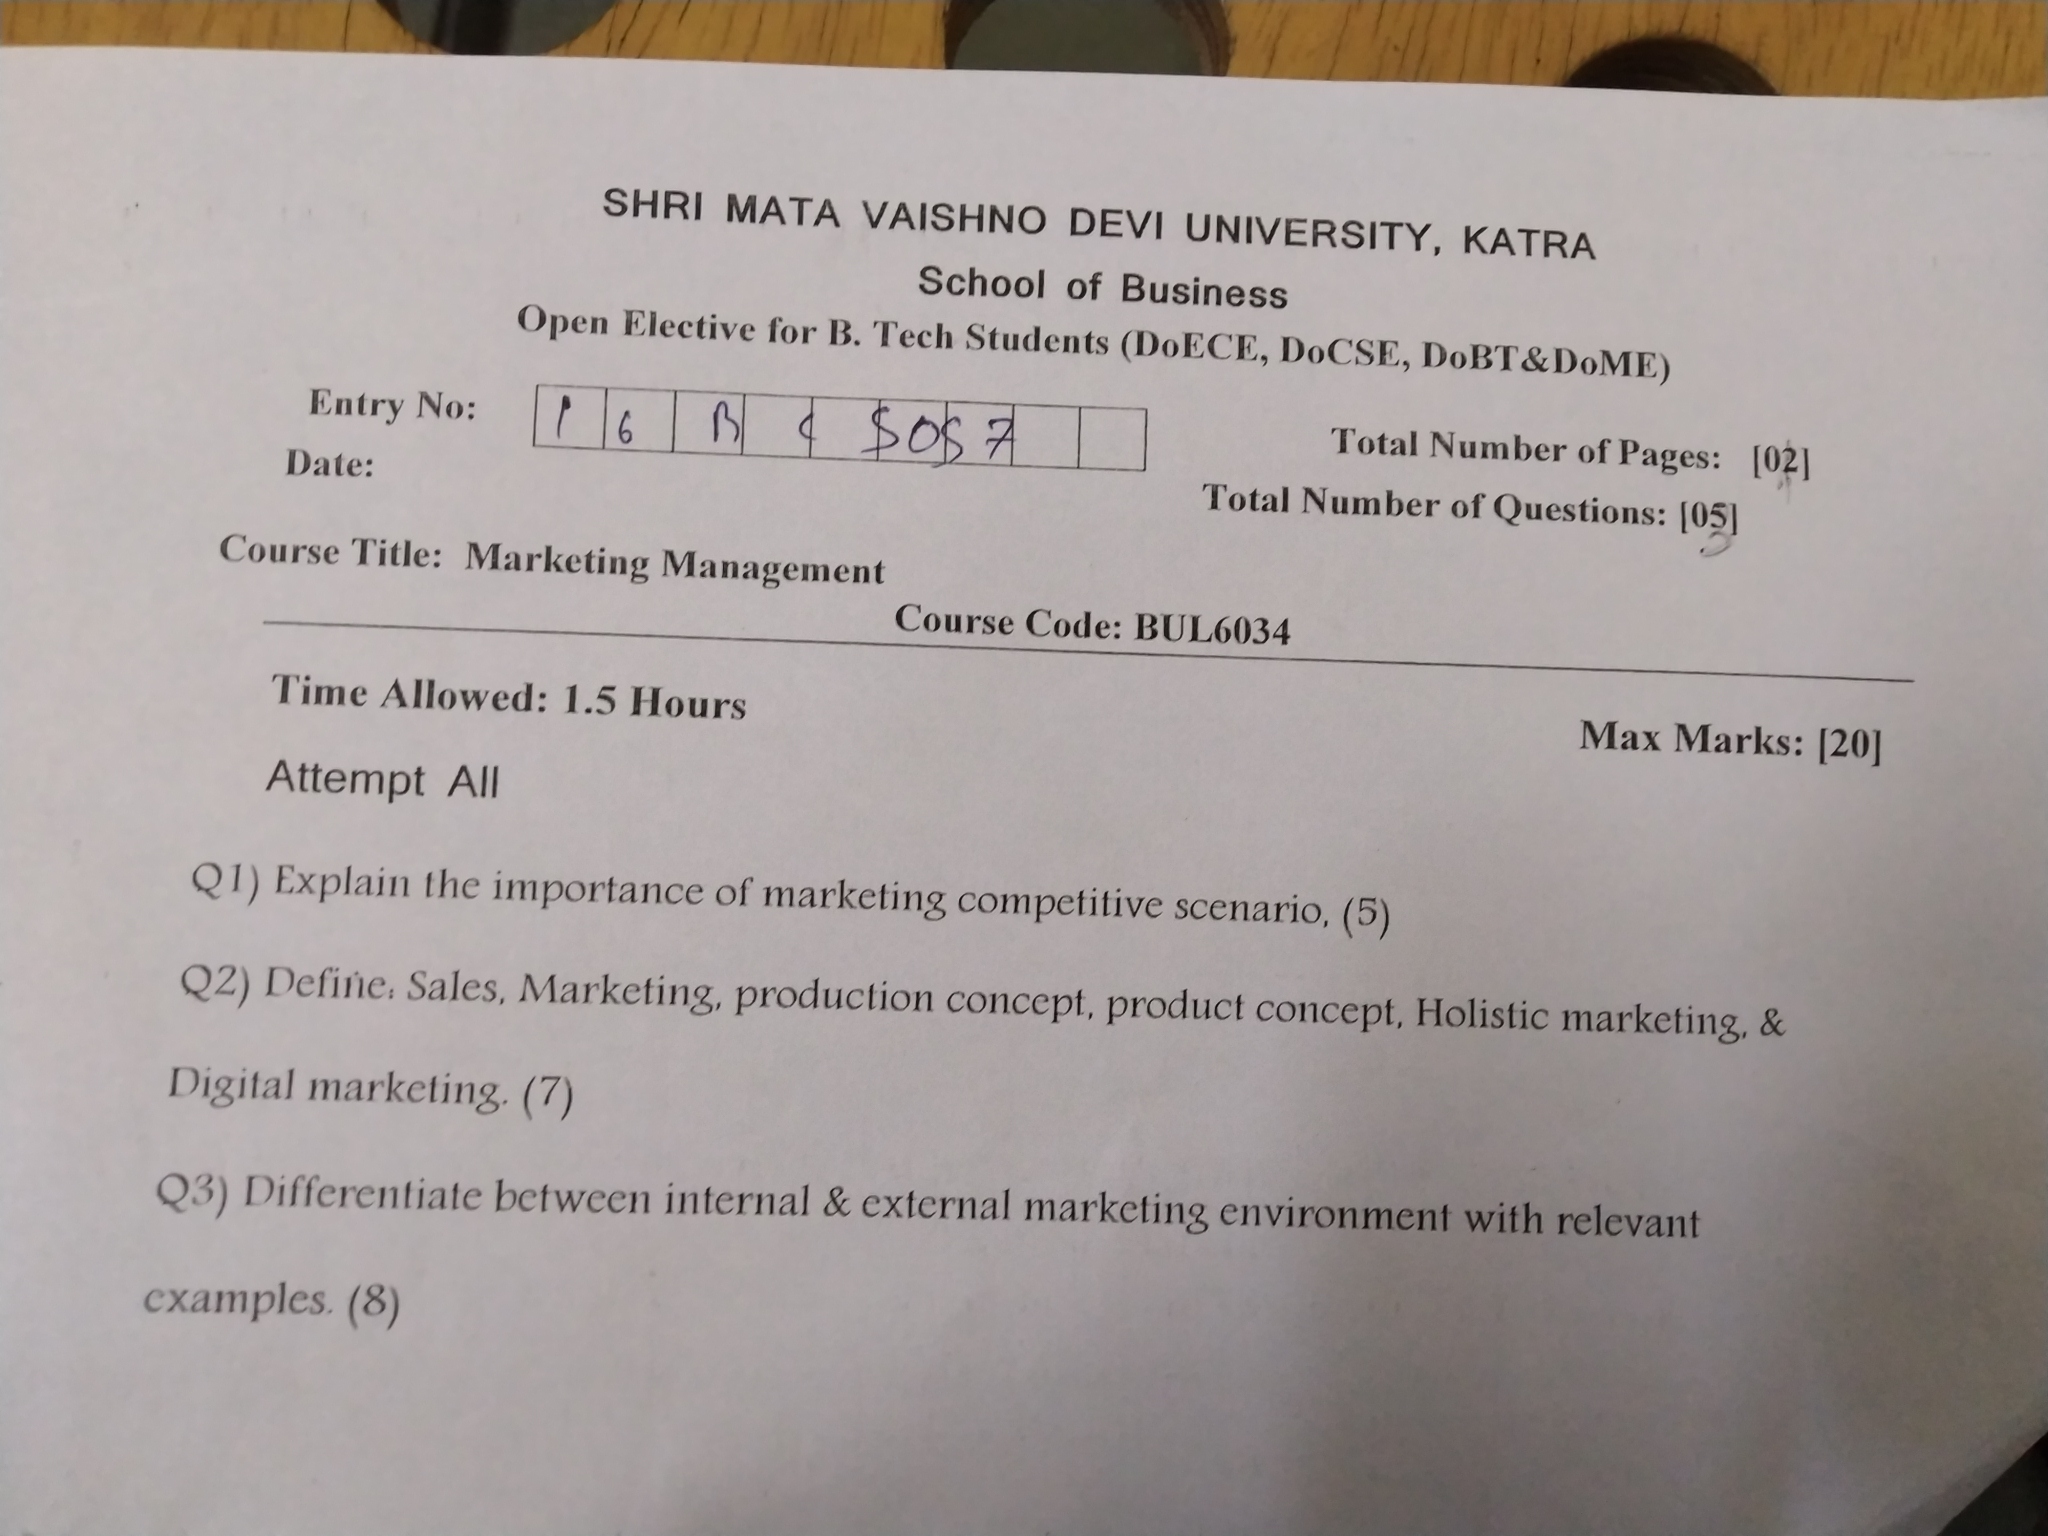 SHRI MATA VAISHNO DEVI UNIVERSITY, KATRA
School of Business
Open Elective for B. Tech Students (DoECE, DoCSE, DoBT&DoME)
Entry No: 1 6 B
Date:
Total Number of Pages: [02]
Total Number of Questions: [05]
Course Title: Marketing Management
Course Code: BUL6034
Time Allowed: 1.5 Hours
Max Marks: [20]
Attempt All
Q1) Explain the importance of marketing competitive scenario, (5)
Q2) Define: Sales, Marketing, production concept, product concept, Holistic marketing, &
Digital marketing. (7)
Q3) Differentiate between internal & external marketing environment with relevant
examples. (8)